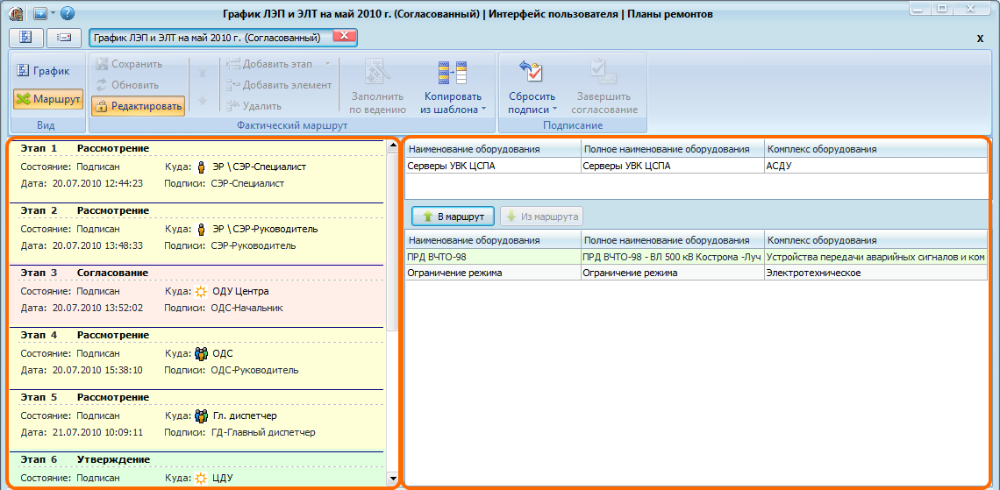 График ЛЭП и ЭЛТ на май 2010 г. (Согласованный) | Интерфейс пользователя | Планы ремонтов
График ЛЭП и ЭЛТ на май 2010 г. (Согласованный)
X
График
Маршрут
Вид
Сохранить
Обновить
Редактировать
Добавить этап
Добавить элемент
Удалить
Заполнить
по ведению
Копировать
из шаблона
Фактический маршрут
Сбросить
подписи
Завершить
согласование
Подписание
Этап 1 Рассмотрение
Состояние: Подписан Куда: ЭР \ СЭР-Специалист
Дата: 20.07.2010 12:44:23 Подписи: СЭР-Специалист
Этап 2 Рассмотрение
Состояние: Подписан Куда: ЭР \ СЭР-Руководитель
Дата: 20.07.2010 13:48:33 Подписи: СЭР-Руководитель
Этап 3 Согласование
Состояние: Подписан Куда: ОДУ Центра
Дата: 20.07.2010 13:52:02 Подписи: ОДС-Начальник
Этап 4 Рассмотрение
Состояние: Подписан Куда: ОДС
Дата: 20.07.2010 15:38:10 Подписи: ОДС-Руководитель
Этап 5 Рассмотрение
Состояние: Подписан Куда: Гл. диспетчер
Дата: 21.07.2010 10:09:11 Подписи: ГД-Главный диспетчер
Этап 6 Утверждение
Состояние: Подписан Куда: ЦДУ
Наименование оборудования Полное наименование оборудования Комплекс оборудования
Серверы УВК ЦСПА Серверы УВК ЦСПА АСДУ
В маршрут Из маршрута
Наименование оборудования Полное наименование оборудования Комплекс оборудования
ПРД ВЧТО-98 ПРД ВЧТО-98 - ВЛ 500 кВ Кострома -Луч Устройства передачи аварийных сигналов и ком
Ограничение режима Ограничение режима Электротехническое